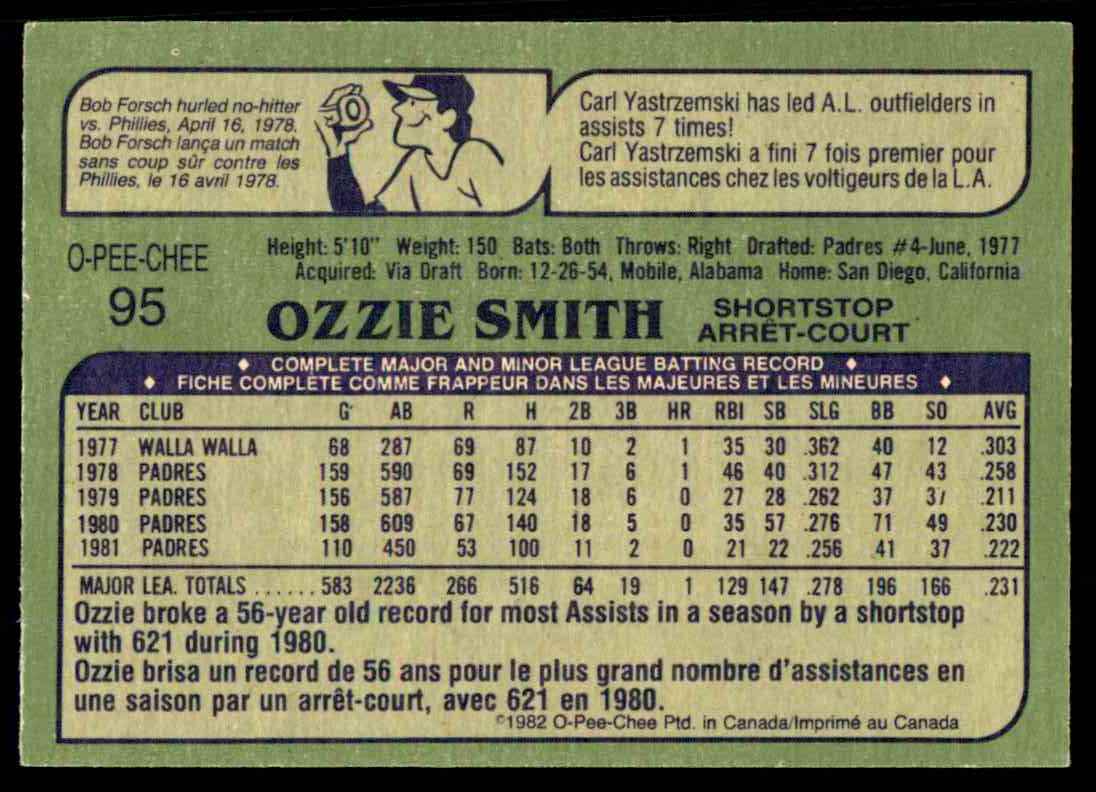 Bob Forsch hurled no-hitter
vs. Phillies, April 16, 1978.
Bob Forsch lança un match
sans coup sûr contre les
Phillies, le 16 avril 1978.
Carl Yastrzemski has led A.L. outfielders in
assists 7 times!
Carl Yastrzemski a fini 7 fois premier pour
les assistances chez les voltigeurs de la L.A.
O-PEE-CHEE
95
Height: 5'10" Weight: 150 Bats: Both Throws: Right Drafted: Padres #4-June, 1977
Acquired: Via Draft Born: 12-26-54, Mobile, Alabama Home: San Diego, California
OZZIE SMITH
SHORTSTOP
ARRÊT-COURT
♦ COMPLETE MAJOR AND MINOR LEAGUE BATTING RECORD ♦
♦ FICHE COMPLÈTE COMME FRAPPEUR DANS LES MAJEURES ET LES MINEURES ♦
YEAR CLUB G AB R H 2B 3B HR RBI SB SLG BB SO AVG
1977 WALLA WALLA 68 287 69 87 10 2 1 35 30 .362 40 12 .303
1978 PADRES 159 590 69 152 17 6 1 46 40 .312 47 43 .258
1979 PADRES 156 587 77 124 18 6 0 27 28 .262 37 37 .211
1980 PADRES 158 609 67 140 18 5 0 35 57 .276 71 49 .230
1981 PADRES 110 450 53 100 11 2 0 21 22 .256 41 37 .222
MAJOR LEA. TOTALS ...... 583 2236 266 516 64 19 1 129 147 .278 196 166 .231
Ozzie broke a 56-year old record for most Assists in a season by a shortstop
with 621 during 1980.
Ozzie brisa un record de 56 ans pour le plus grand nombre d'assistances en
une saison par un arrêt-court, avec 621 en 1980.
©1982 O-Pee-Chee Ptd. in Canada/Imprimé au Canada